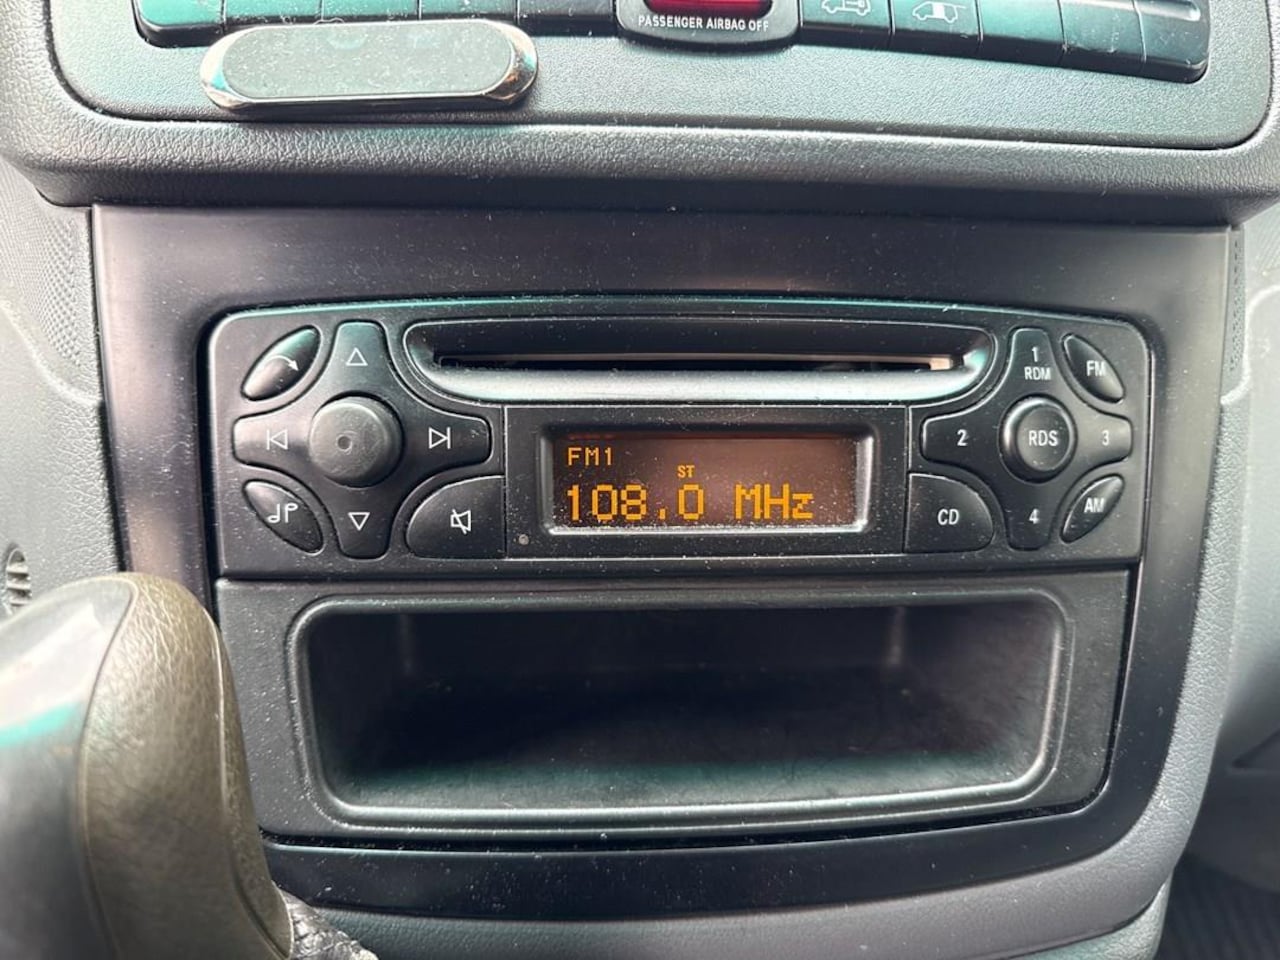 PASSENGER AIRBAG OFF
1
RDM
FM
2
RDS
3
FM1
ST
108.0 MHz
CD
4
AM